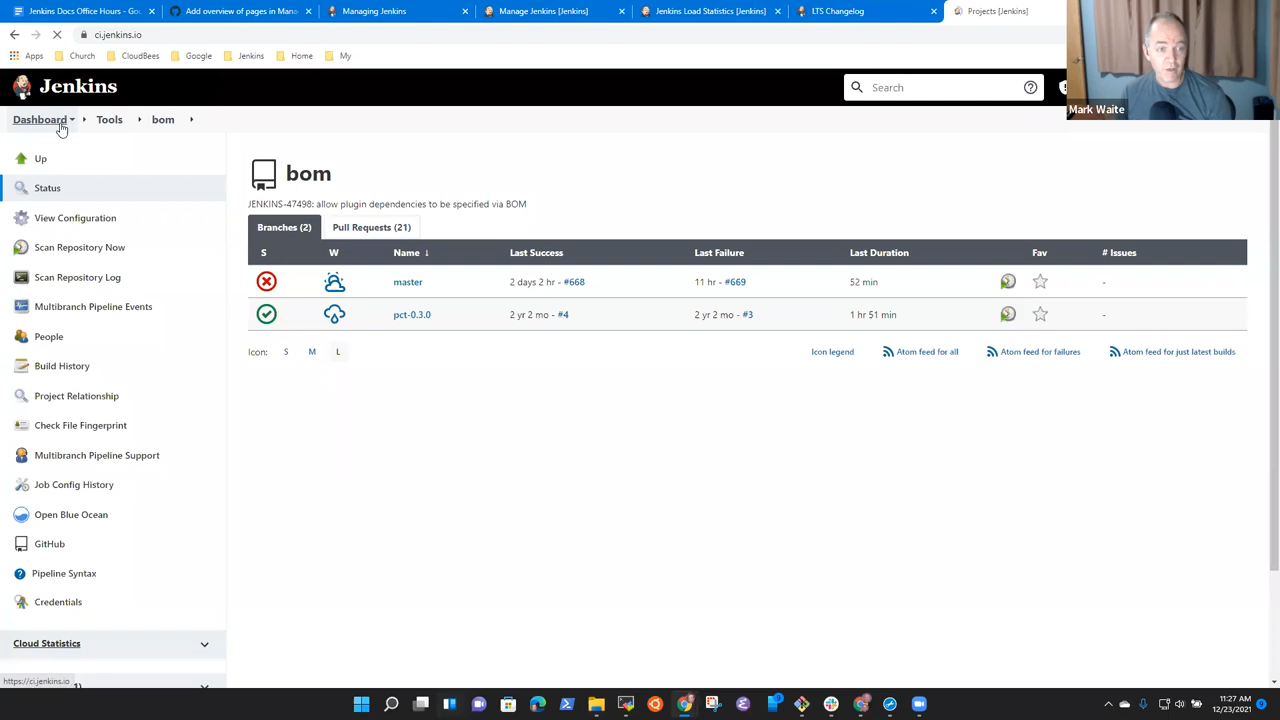 Jenkins Docs Office Hours - Goo
Add overview of pages in Mana
Managing Jenkins
Manage Jenkins [Jenkins]
Jenkins Load Statistics [Jenkins]
LTS Changelog
Projects [Jenkins]
ci.jenkins.io
Apps
Church
CloudBees
Google
Jenkins
Home
My
Jenkins
Search
Mark Waite
Dashboard
Tools
bom
Up
Status
View Configuration
Scan Repository Now
Scan Repository Log
Multibranch Pipeline Events
People
Build History
Project Relationship
Check File Fingerprint
Multibranch Pipeline Support
Job Config History
Open Blue Ocean
GitHub
Pipeline Syntax
Credentials
Cloud Statistics
https://ci.jenkins.io
bom
JENKINS-47498: allow plugin dependencies to be specified via BOM
Branches (2) Pull Requests (21)
S W Name ↓ Last Success Last Failure Last Duration Fav # Issues
master 2 days 2 hr - #668 11 hr - #669 52 min -
pct-0.3.0 2 yr 2 mo - #4 2 yr 2 mo - #3 1 hr 51 min -
Icon: S M L Icon legend Atom feed for all Atom feed for failures Atom feed for just latest builds
11:27 AM
12/23/2021